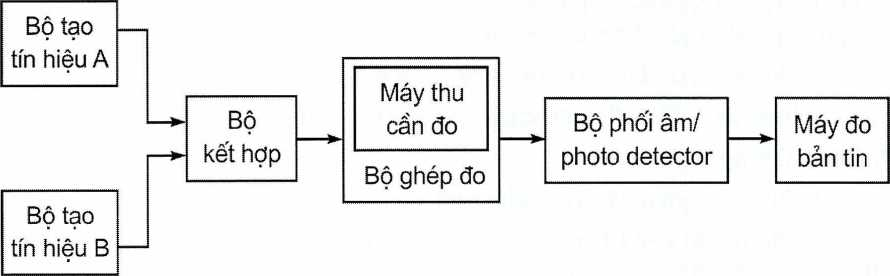 Bộ tạo
tín hiệu A
Bộ
kết hợp
Máy thu
cần đo
Bộ ghép đo
Bộ phối âm/
photo detector
Máy đo
bản tin
Bộ tạo
tín hiệu B